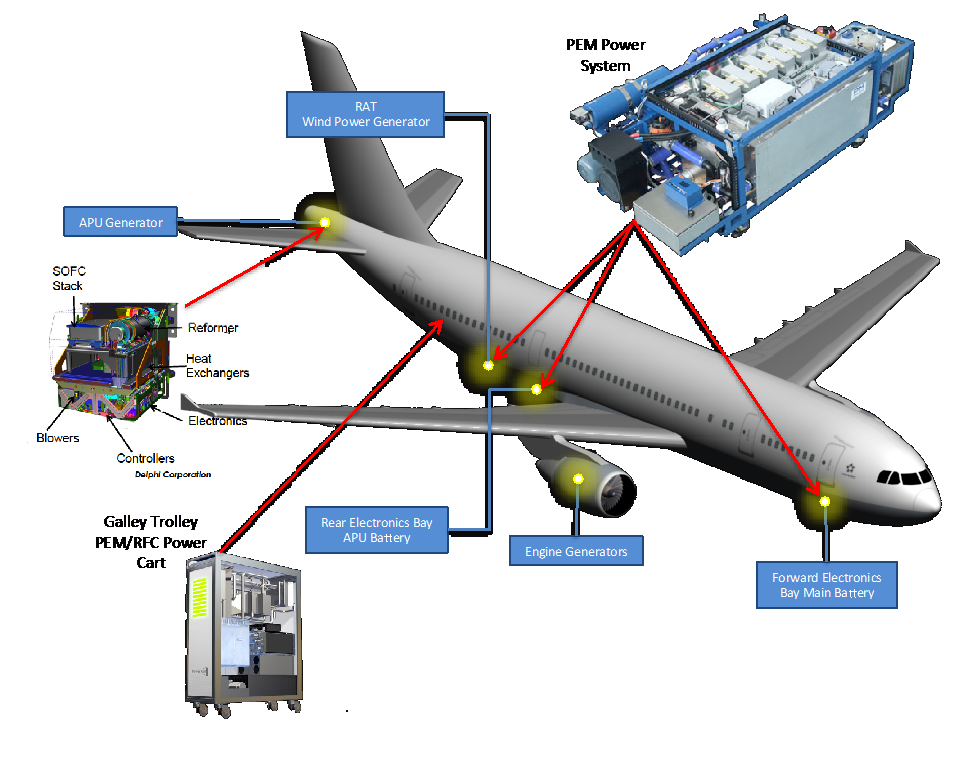 PEM Power
System
RAT
Wind Power Generator
APU Generator
SOFC
Stack
Reformer
Heat
Exchangers
Electronics
Blowers
Controllers
Delphi Corporation
Galley Trolley
PEM/RFC Power
Cart
Rear Electronics Bay
APU Battery
Engine Generators
Forward Electronics
Bay Main Battery